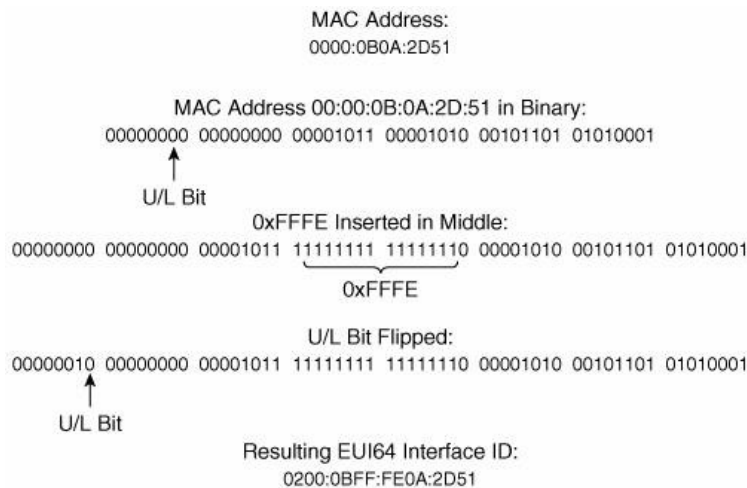 MAC Address:
0000:0B0A:2D51
MAC Address 00:00:0B:0A:2D:51 in Binary:
00000000 00000000 00001011 00001010 00101101 01010001
U/L Bit
0xFFFE Inserted in Middle:
00000000 00000000 00001011 11111111 11111110 00001010 00101101 01010001
0xFFFE
U/L Bit Flipped:
00000010 00000000 00001011 11111111 11111110 00001010 00101101 01010001
U/L Bit
Resulting EUI64 Interface ID:
0200:0BFF:FE0A:2D51